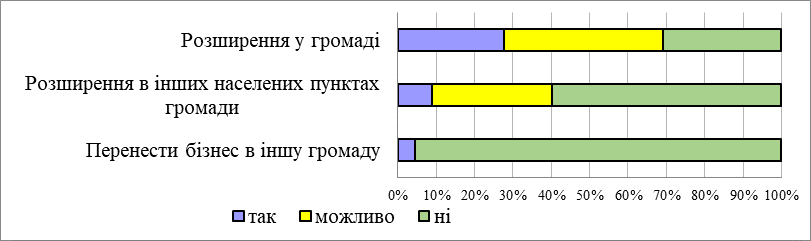 Розширення у громаді
Розширення в інших населених пунктах
громади
Перенести бізнес в іншу громаду
0% 10% 20% 30% 40% 50% 60% 70% 80% 90% 100%
так можливо ні